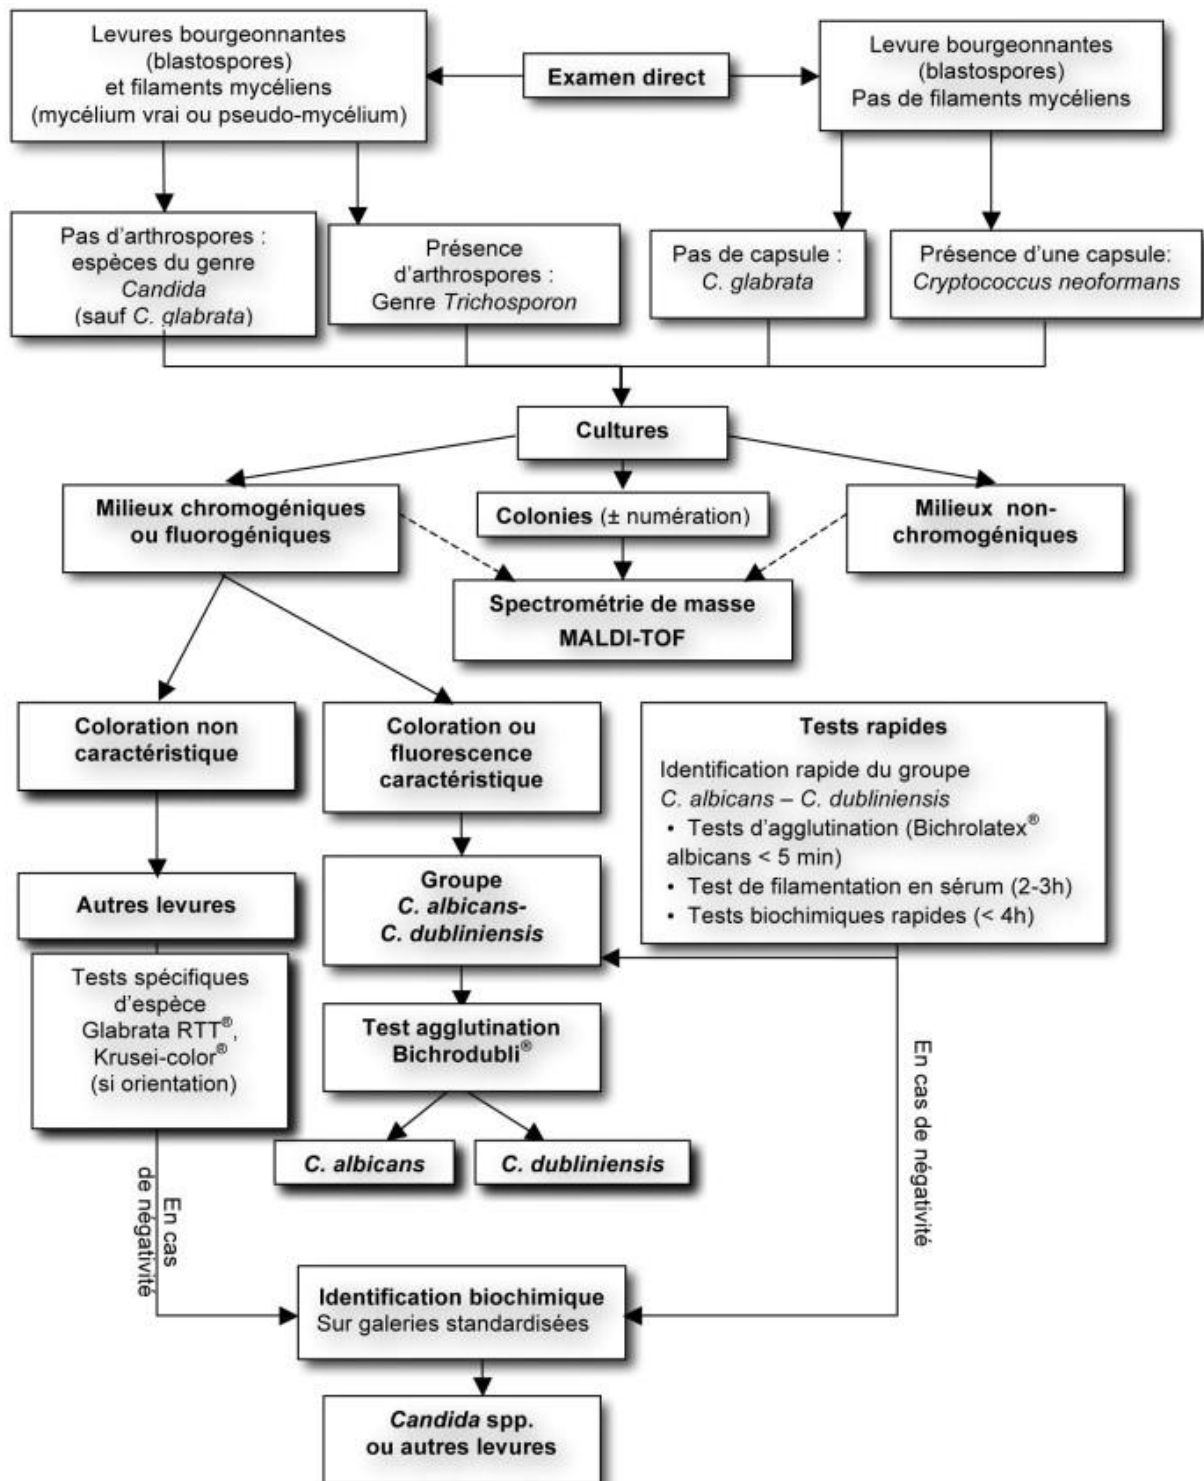 Levures bourgeonnantes
(blastospores)
et filaments mycéliens
(mycélium vrai ou pseudo-mycélium)
Examen direct
Levure bourgeonnantes
(blastospores)
Pas de filaments mycéliens
Pas d'arthrospores :
espèces du genre
Candida
(sauf C. glabrata)
Présence
d'arthrospores :
Genre Trichosporon
Pas de capsule :
C. glabrata
Présence d'une capsule:
Cryptococcus neoformans
Cultures
Milieux chromogéniques
ou fluorogéniques
Colonies (± numération)
Milieux non-
chromogéniques
Spectrométrie de masse
MALDI-TOF
Coloration non
caractéristique
Coloration ou
fluorescence
caractéristique
Tests rapides
Identification rapide du groupe
C. albicans – C. dubliniensis
• Tests d'agglutination (Bichrolatex®
albicans < 5 min)
• Test de filamentation en sérum (2-3h)
• Tests biochimiques rapides (< 4h)
Autres levures
Groupe
C. albicans-
C. dubliniensis
Tests spécifiques
d'espèce
Glabrata RTT®,
Krusei-color®
(si orientation)
Test agglutination
Bichrodubli®
C. albicans
C. dubliniensis
En cas
de négativité
En cas de négativité
Identification biochimique
Sur galeries standardisées
Candida spp.
ou autres levures